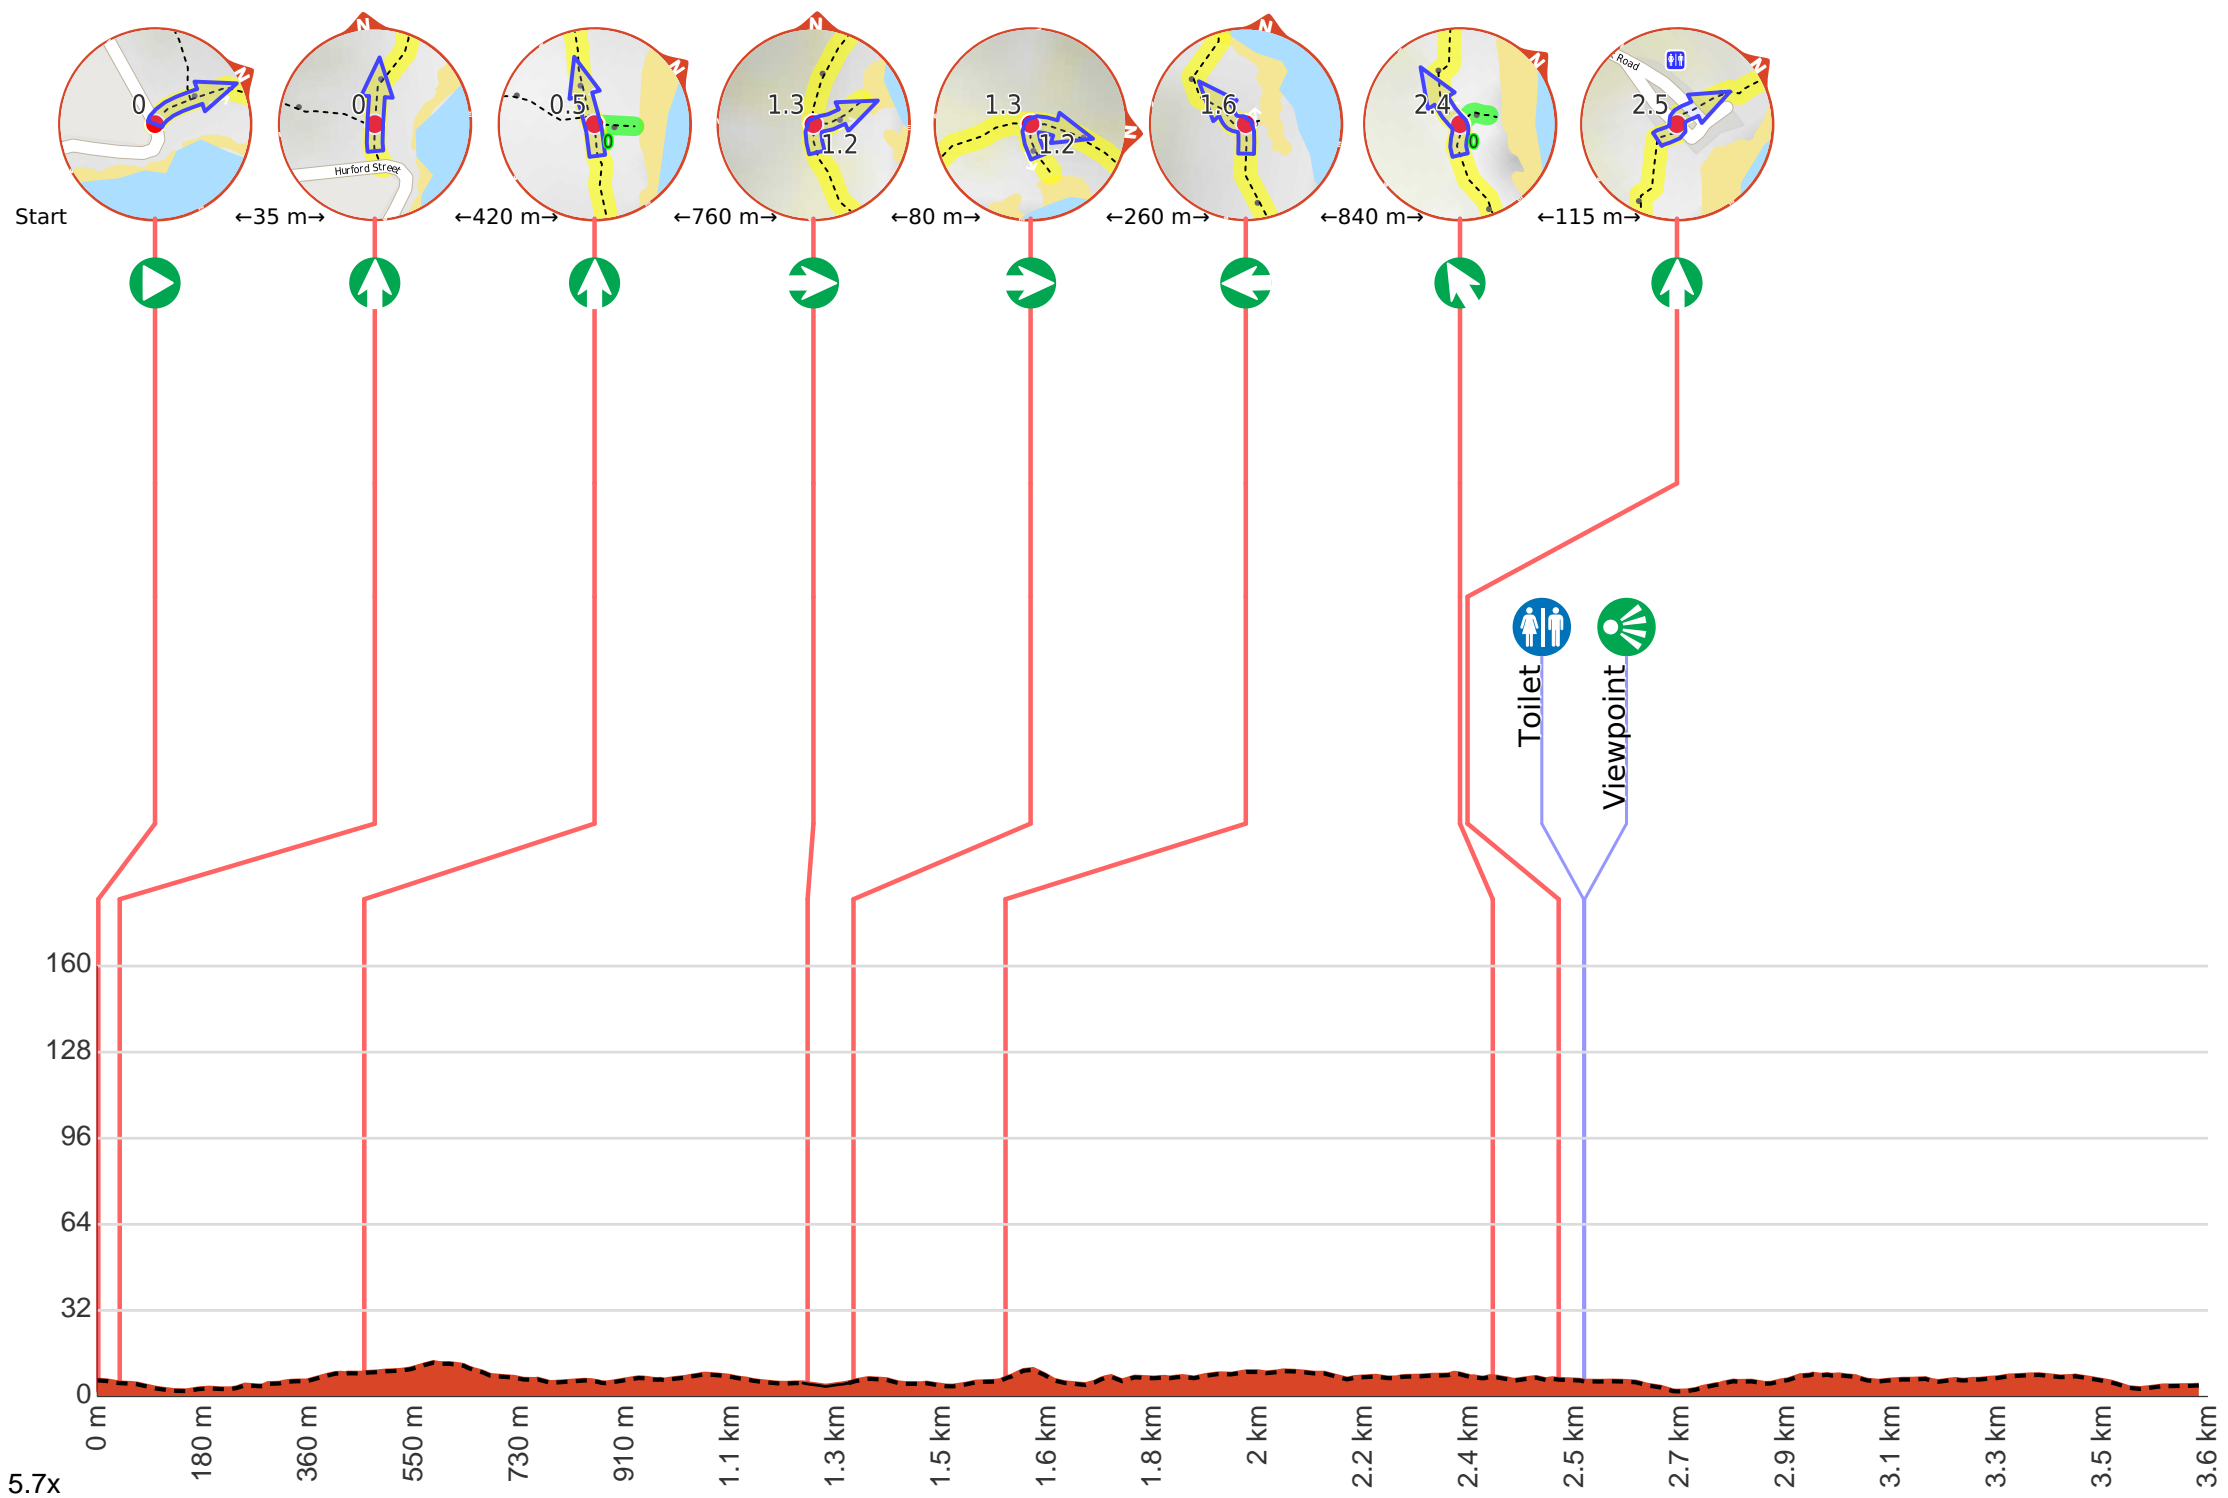 N
N
N
N
N
N
N
N
0
0
0.5
0
1.3
1.2
1.3
1.2
1.6
2.4
0
2.5
Road
Hurford Street
Start
←35 m→
←420 m→
←760 m→
←80 m→
←260 m→
←840 m→
←115 m→
Toilet
Viewpoint
160
128
96
64
32
0
0 m
180 m
360 m
550 m
730 m
910 m
1.1 km
1.3 km
1.5 km
1.6 km
1.8 km
2 km
2.2 km
2.4 km
2.5 km
2.7 km
2.9 km
3.1 km
3.3 km
3.5 km
3.6 km
5.7x